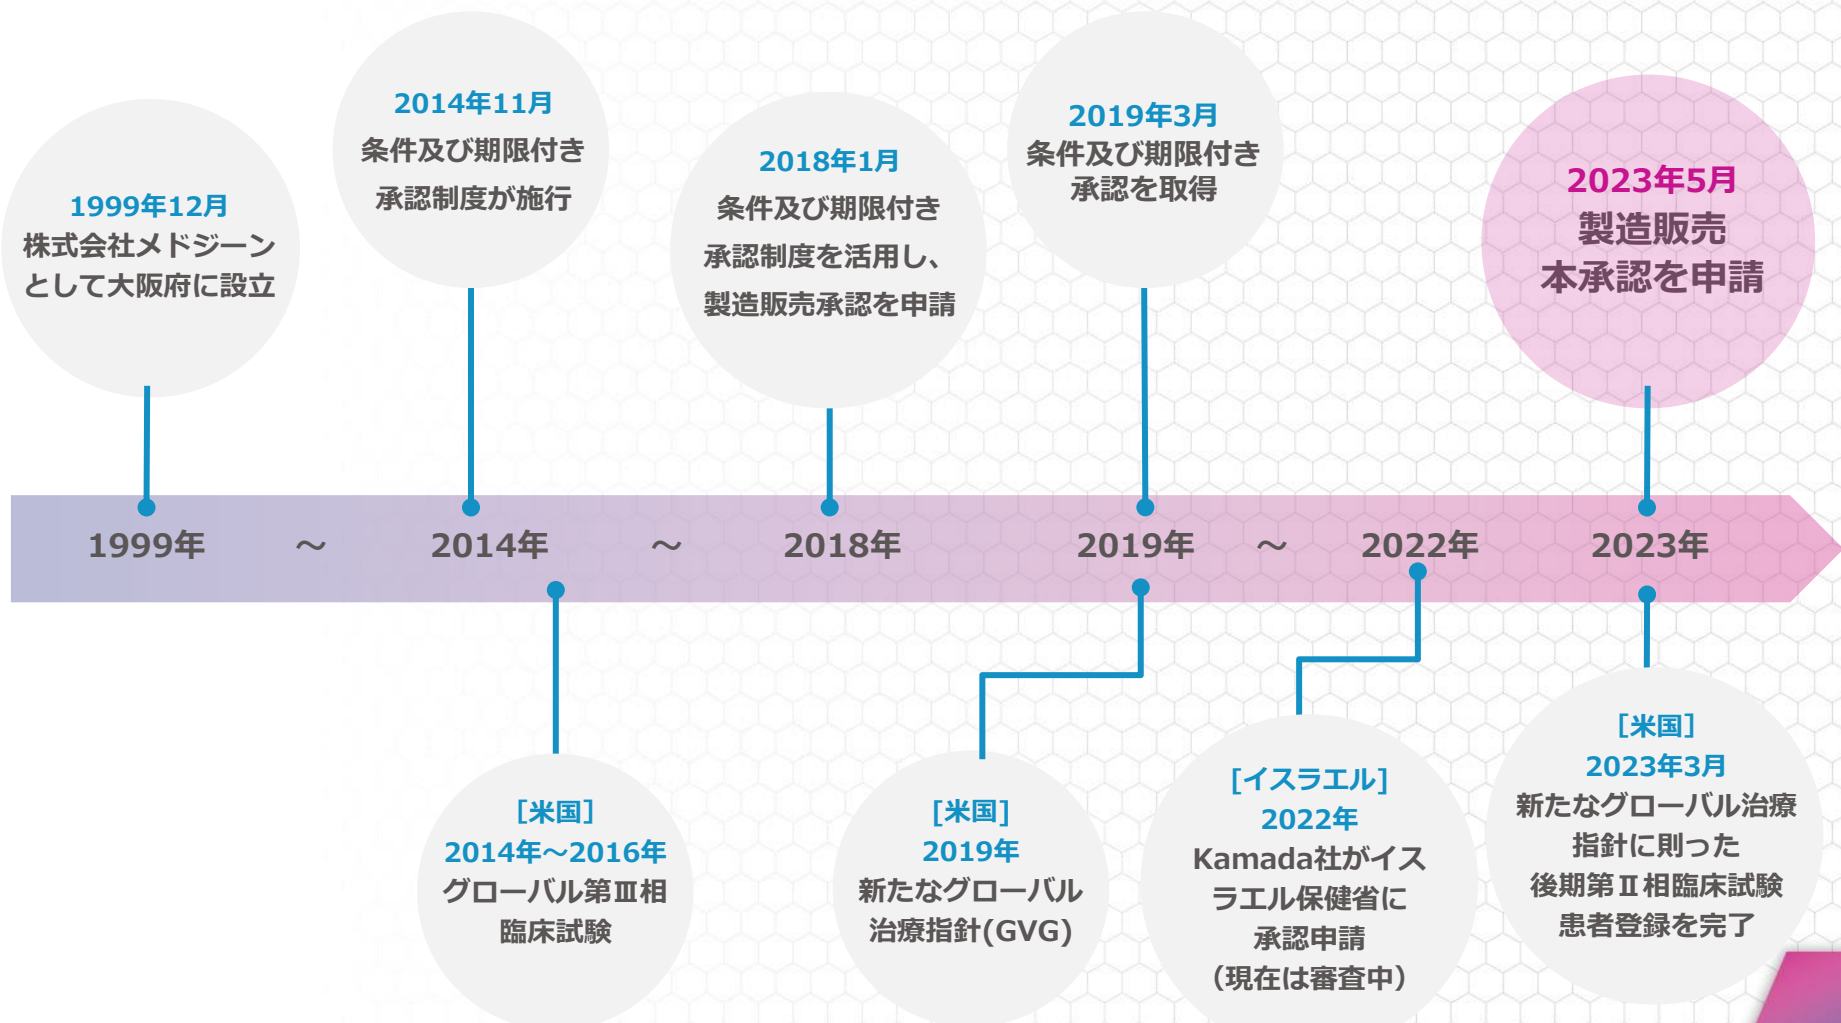 1999年12月
株式会社メドジーン
として大阪府に設立
2014年11月
条件及び期限付き
承認制度が施行
2018年1月
条件及び期限付き
承認制度を活用し、
製造販売承認を申請
2019年3月
条件及び期限付き
承認を取得
2023年5月
製造販売
本承認を申請
1999年 ～ 2014年 ～ 2018年 2019年 ～ 2022年 2023年
［米国］
2014年～2016年
グローバル第Ⅲ相
臨床試験
[米国]
2019年
新たなグローバル
治療指針(GVG)
[イスラエル]
2022年
Kamada社がイス
ラエル保健省に
承認申請
（現在は審査中）
［米国］
2023年3月
新たなグローバル治療
指針に則った
後期第Ⅱ相臨床試験
患者登録を完了